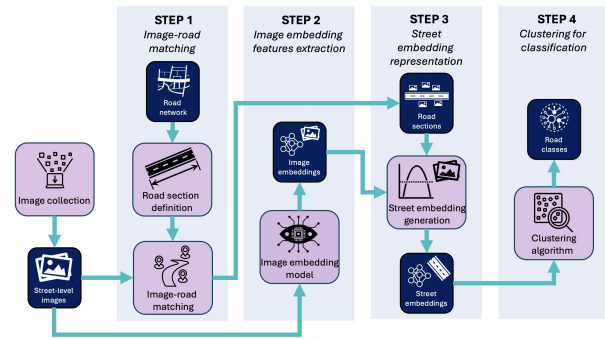 STEP 1
Image-road
matching
STEP 2
Image embedding
features extraction
STEP 3
Street
embedding
representation
STEP 4
Clustering for
classification
Road
network
Road
sections
Image
embeddings
Road
classes
Image collection
Road section
definition
Street embedding
generation
Clustering
algorithm
Street-level
images
Image-road
matching
Image embedding
model
Street
embeddings